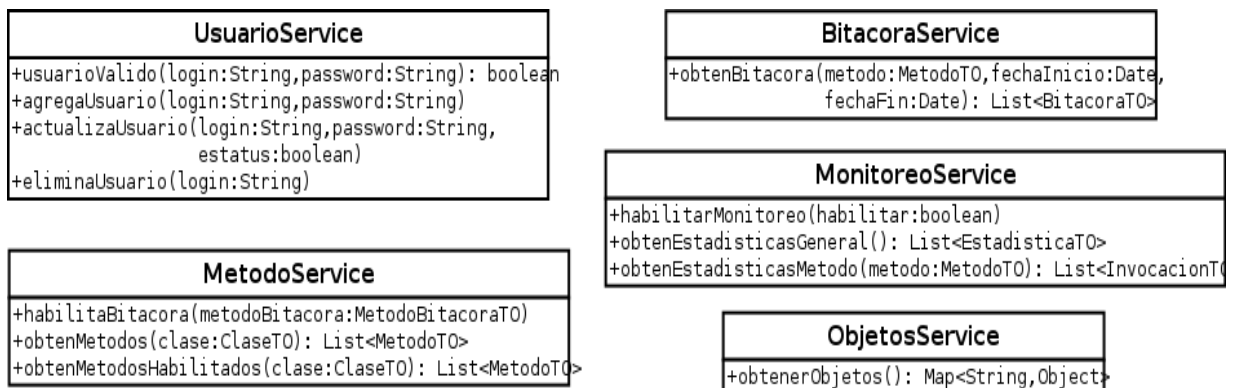 UsuarioService
+usuarioValido(login:String,password:String): boolean
+agregaUsuario(login:String,password:String)
+actualizaUsuario(login:String,password:String,
estatus:boolean)
+eliminaUsuario(login:String)
BitacoraService
+obtenBitacora(metodo:MetodoTO,fechaInicio:Date,
fechaFin:Date): List<BitacoraTO>
MonitoreoService
+habilitarMonitoreo(habilitar:boolean)
+obtenEstadisticasGeneral(): List<EstadisticaTO>
+obtenEstadisticasMetodo(metodo:MetodoTO): List<InvocacionTO
MetodoService
+habilitaBitacora(metodoBitacora:MetodoBitacoraTO)
+obtenMetodos(clase:ClaseTO): List<MetodoTO>
+obtenMetodosHabilitados(clase:ClaseTO): List<MetodoTO>
ObjetosService
+obtenerObjetos(): Map<String,Object>